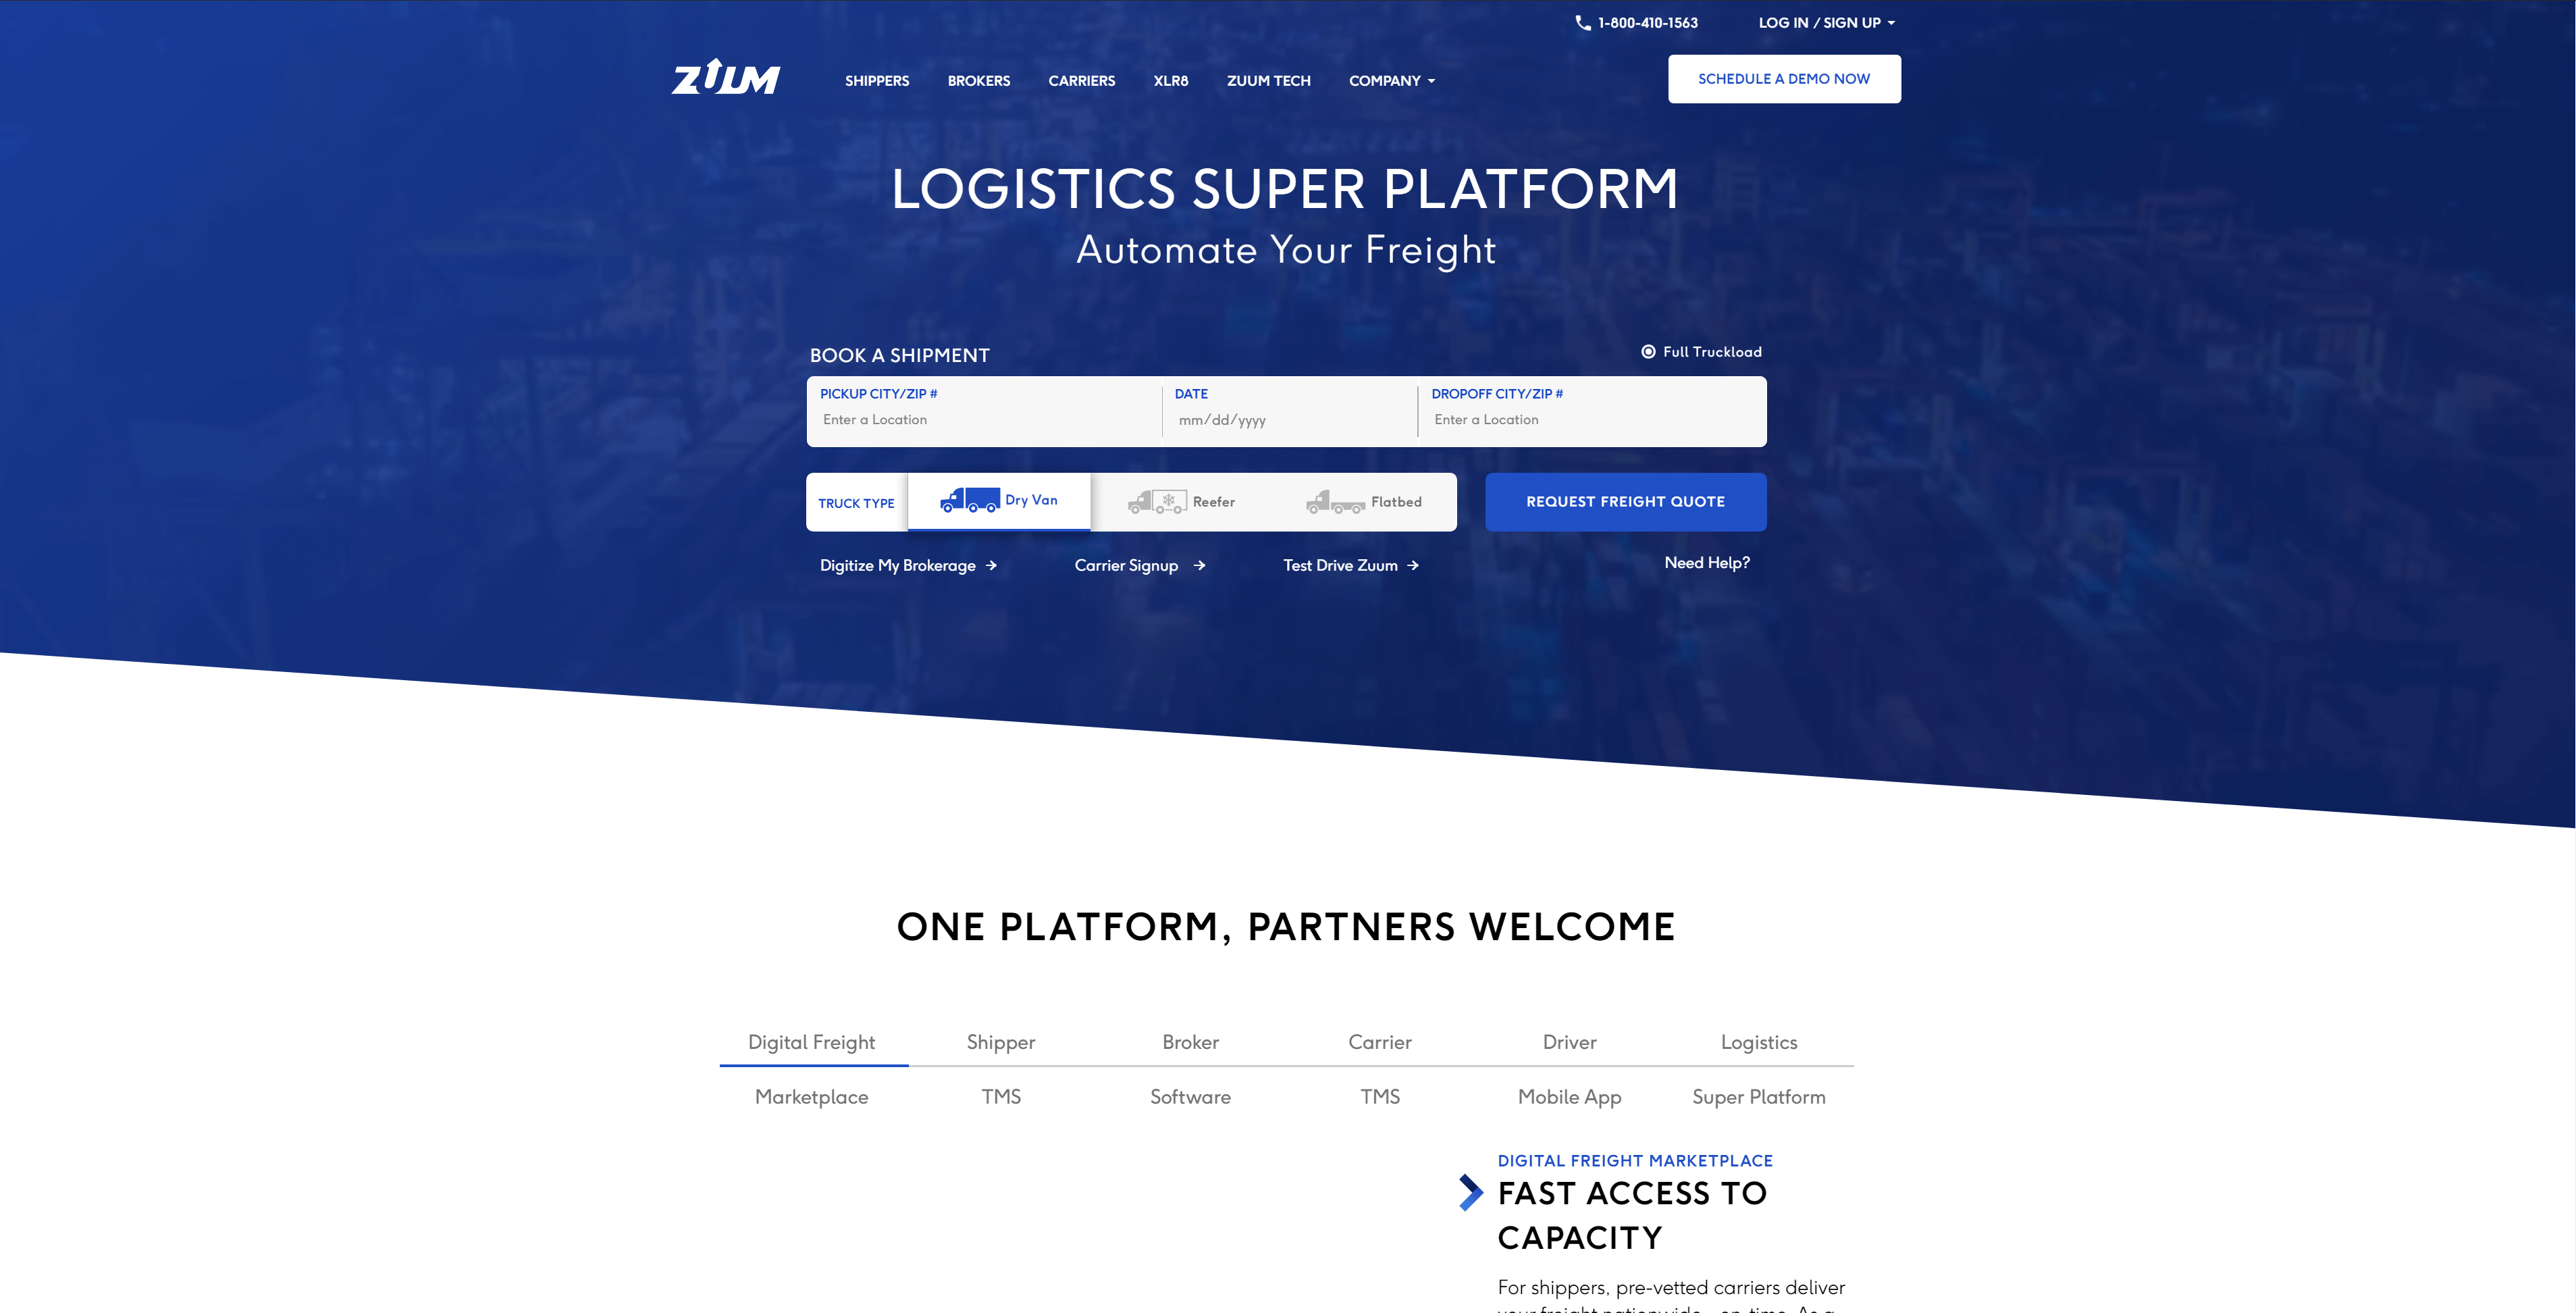 1-800-410-1563
LOG IN / SIGN UP
ZUUM
SHIPPERS
BROKERS
CARRIERS
XLR8
ZUUM TECH
COMPANY
SCHEDULE A DEMO NOW
LOGISTICS SUPER PLATFORM
Automate Your Freight
BOOK A SHIPMENT
Full Truckload
PICKUP CITY/ZIP #
DATE
DROPOFF CITY/ZIP #
Enter a Location
mm/dd/yyyy
Enter a Location
TRUCK TYPE
Dry Van
Reefer
Flatbed
REQUEST FREIGHT QUOTE
Digitize My Brokerage →
Carrier Signup →
Test Drive Zuum →
Need Help?
ONE PLATFORM, PARTNERS WELCOME
Digital Freight
Marketplace
Shipper
TMS
Broker
Software
Carrier
TMS
Driver
Mobile App
Logistics
Super Platform
DIGITAL FREIGHT MARKETPLACE
FAST ACCESS TO
CAPACITY
For shippers, pre-vetted carriers deliver